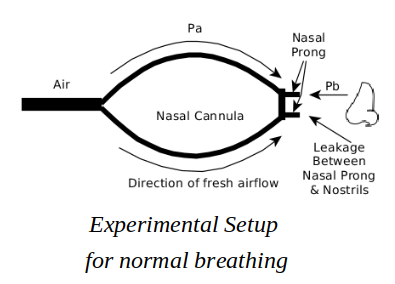 Pa
Nasal
Prong
Air
Pb
Nasal Cannula
Leakage
Between
Nasal Prong
& Nostrils
Direction of fresh airflow
Experimental Setup
for normal breathing